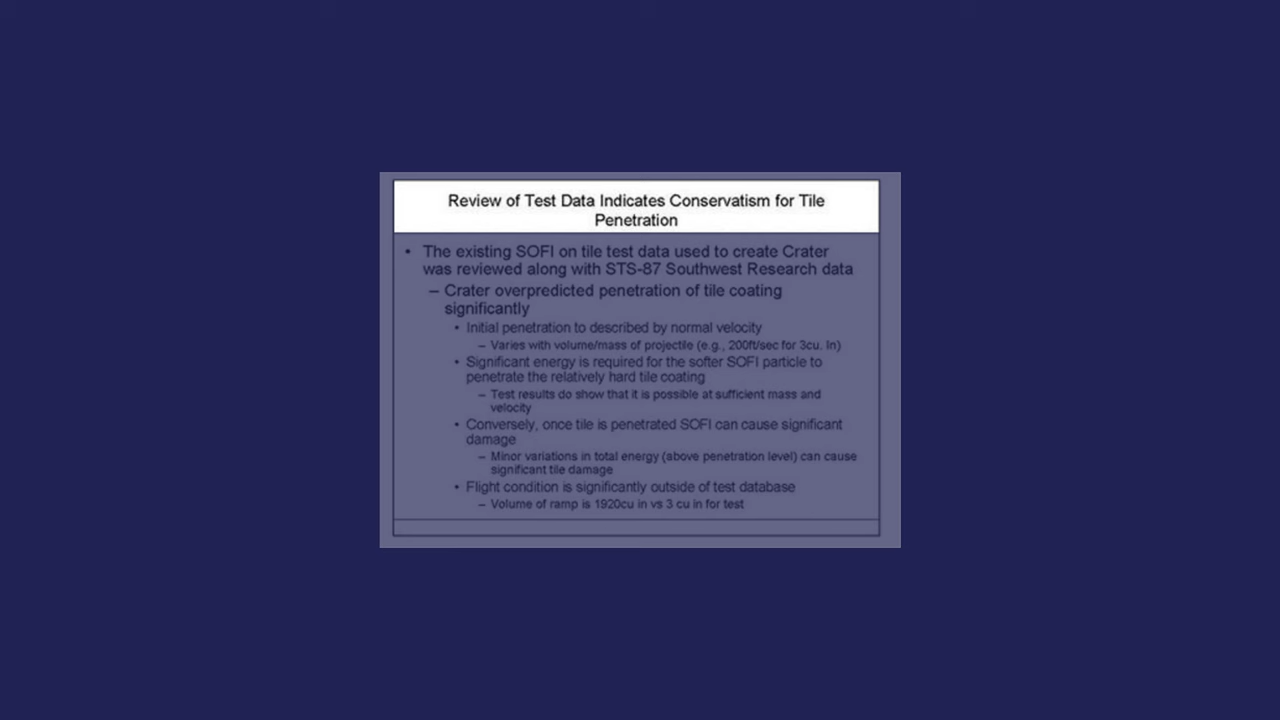 Review of Test Data Indicates Conservatism for Tile
Penetration
• The existing SOFI on tile test data used to create Crater
was reviewed along with STS-87 Southwest Research data
– Crater overpredicted penetration of tile coating
significantly
• Initial penetration to described by normal velocity
– Varies with volume/mass of projectile (e.g., 200ft/sec for 3cu. In)
• Significant energy is required for the softer SOFI particle to
penetrate the relatively hard tile coating
– Test results do show that it is possible at sufficient mass and
velocity
• Conversely, once tile is penetrated SOFI can cause significant
damage
– Minor variations in total energy (above penetration level) can cause
significant tile damage
• Flight condition is significantly outside of test database
– Volume of ramp is 1920cu in vs 3 cu in for test